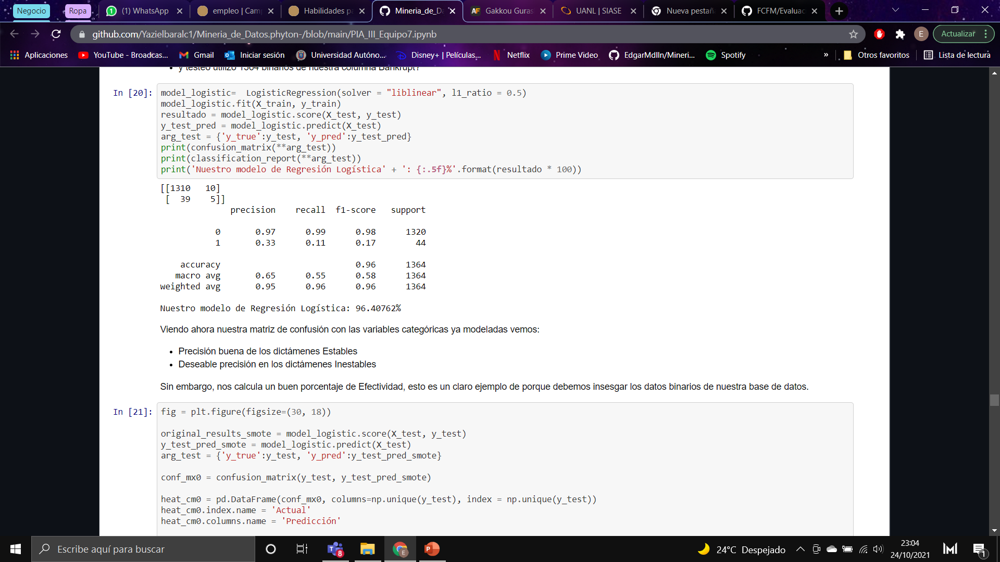 Negocio
Ropa
(1) WhatsApp
empleo | Cam
Habilidades pa
Mineria_de_Da
AF Gakkou Guras
UANL | SIASE
Nueva pestañ
FCFM/Evaluac
github.com/Yazielbaralc1/Mineria_de_Datos.phyton-/blob/main/PIA_III_Equipo7.ipynb
E
Actualizar
Aplicaciones
YouTube - Broadcas...
Gmail
Iniciar sesión
Universidad Autóno...
Disney+ | Películas...
Netflix
Prime Video
EdgarMdlln/Mineri...
Spotify
»
Otros favoritos
Lista de lectura
• y testeo utilizo 1364 binarios de nuestra columna Bankrupt?
In [20]:
model_logistic=  LogisticRegression(solver = "liblinear", l1_ratio = 0.5)
model_logistic.fit(X_train, y_train)
resultado = model_logistic.score(X_test, y_test)
y_test_pred = model_logistic.predict(X_test)
arg_test = {'y_true':y_test, 'y_pred':y_test_pred}
print(confusion_matrix(**arg_test))
print(classification_report(**arg_test))
print('Nuestro modelo de Regresión Logística' + ': {:.5f}%'.format(resultado * 100))
[[1310   10]
 [  39    5]]
              precision    recall  f1-score   support
           0       0.97      0.99      0.98      1320
           1       0.33      0.11      0.17        44
    accuracy                           0.96      1364
   macro avg       0.65      0.55      0.58      1364
weighted avg       0.95      0.96      0.96      1364
Nuestro modelo de Regresión Logística: 96.40762%
Viendo ahora nuestra matriz de confusión con las variables categóricas ya modeladas vemos:
• Precisión buena de los dictámenes Estables
• Deseable precisión en los dictámenes Inestables
Sin embargo, nos calcula un buen porcentaje de Efectividad, esto es un claro ejemplo de porque debemos insesgar los datos binarios de nuestra base de datos.
In [21]:
fig = plt.figure(figsize=(30, 18))
original_results_smote = model_logistic.score(X_test, y_test)
y_test_pred_smote = model_logistic.predict(X_test)
arg_test = {'y_true':y_test, 'y_pred':y_test_pred_smote}
conf_mx0 = confusion_matrix(y_test, y_test_pred_smote)
heat_cm0 = pd.DataFrame(conf_mx0, columns=np.unique(y_test), index = np.unique(y_test))
heat_cm0.index.name = 'Actual'
heat_cm0.columns.name = 'Predicción'
Escribe aquí para buscar
8
E
P
24°C Despejado
23:04
24/10/2021
1